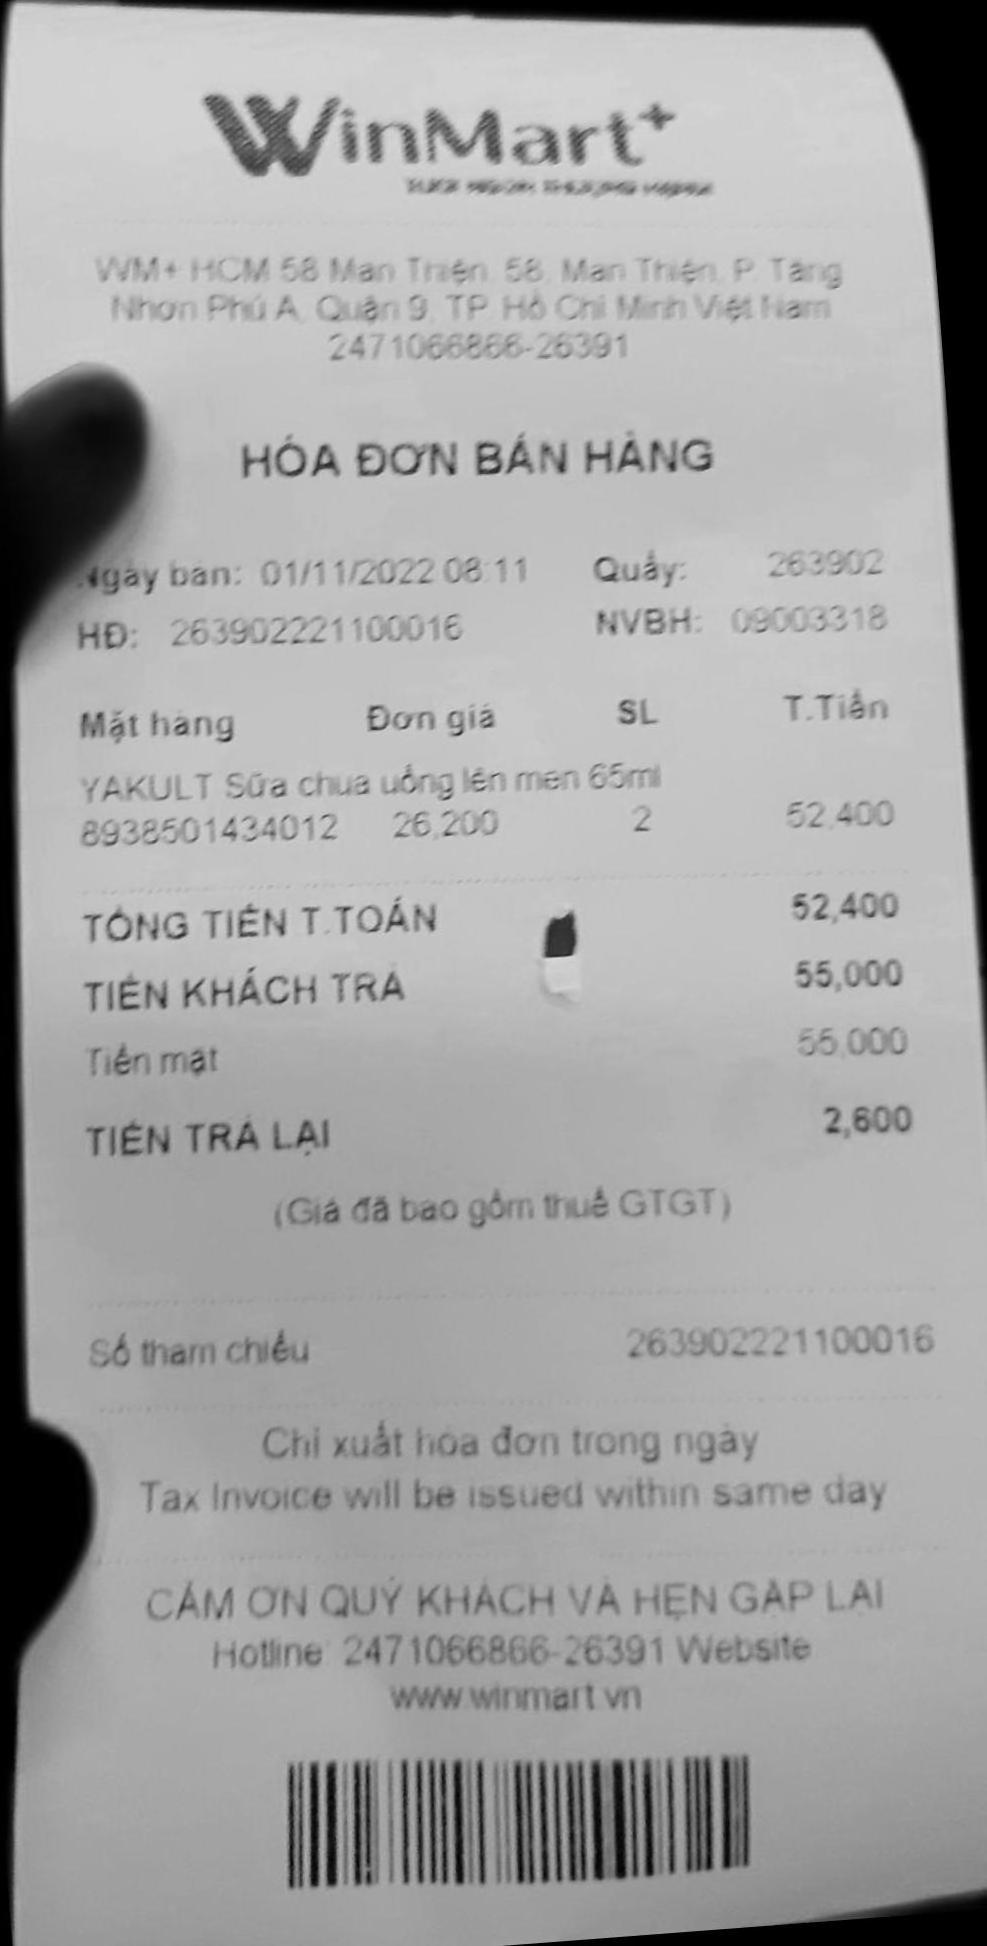 WinMart+
WM+ HCM 58 Man Thiện, 58, Man Thiện, P. Tăng
Nhơn Phú A, Quận 9, TP. Hồ Chí Minh Việt Nam
2471066866-26391
HÓA ĐƠN BÁN HÀNG
Ngày bán: 01/11/2022 08:11 Quầy: 263902
HĐ: 263902221100016 NVBH: 09003318
Mặt hàng Đơn giá SL T.Tiền
YAKULT Sữa chua uống lên men 65ml
8938501434012 26,200 2 52,400
TỔNG TIỀN T.TOÁN 52,400
TIỀN KHÁCH TRẢ 55,000
Tiền mặt 55,000
TIỀN TRẢ LẠI 2,600
(Giá đã bao gồm thuế GTGT)
Số tham chiếu 263902221100016
Chỉ xuất hóa đơn trong ngày
Tax Invoice will be issued within same day
CẢM ƠN QUÝ KHÁCH VÀ HẸN GẶP LẠI
Hotline: 2471066866-26391 Website:
www.winmart.vn